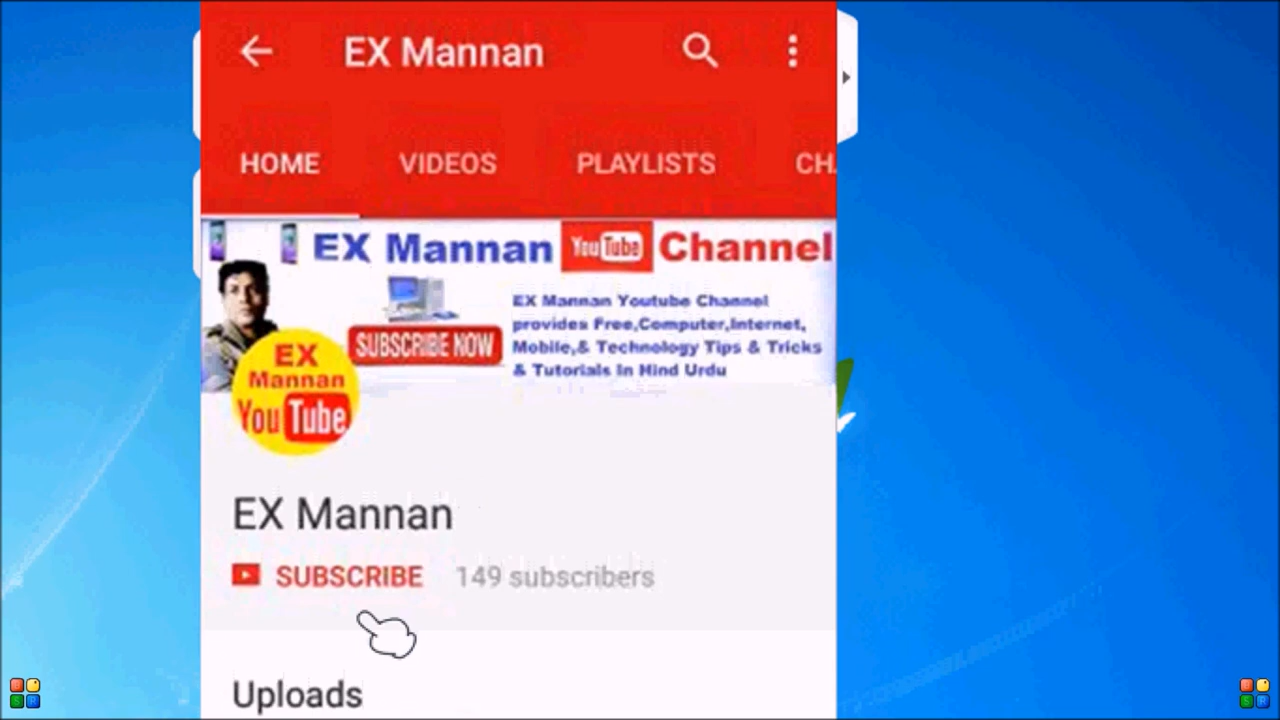 EX Mannan
HOME VIDEOS PLAYLISTS CH
EX Mannan YouTube Channel
EX Mannan Youtube Channel
provides Free,Computer,Internet,
Mobile,& Technology Tips & Tricks
& Tutorials In Hind Urdu
SUBSCRIBE NOW
EX
Mannan
YouTube
EX Mannan
SUBSCRIBE 149 subscribers
Uploads